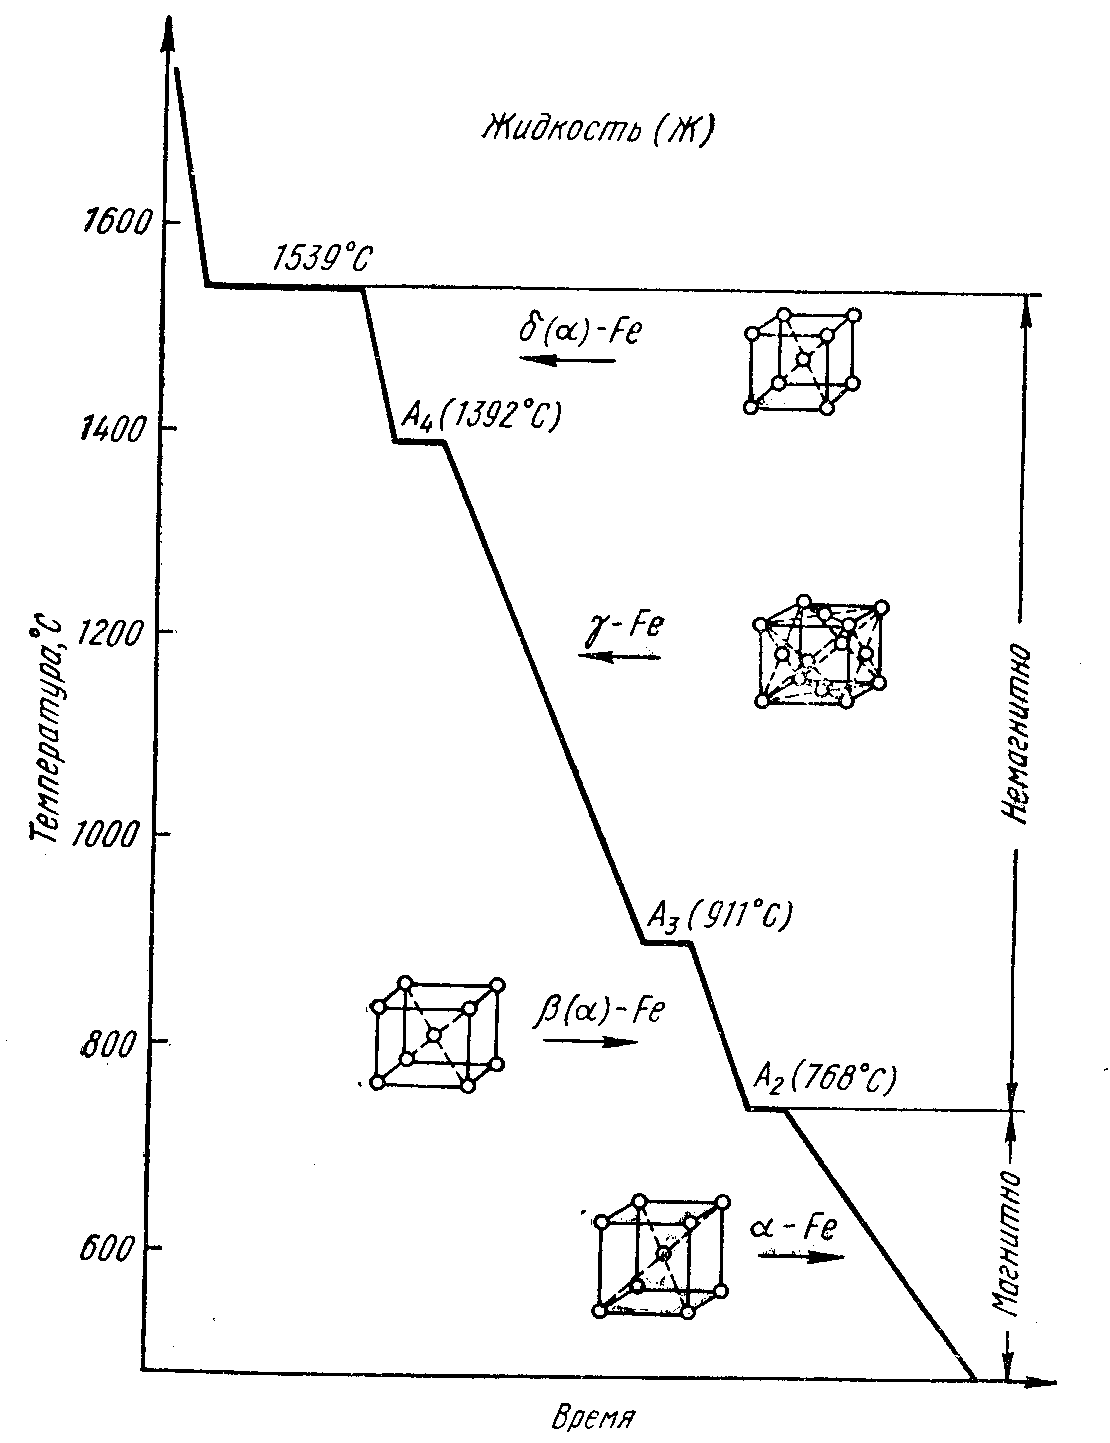 Жидкость (Ж)
1600
1539°C
δ(α)-Fe
A4(1392°C)
1400
γ-Fe
1200
Температура,°C
Немагнитно
1000
A3(911°C)
β(α)-Fe
800
A2(768°C)
Магнитно
α-Fe
600
Время